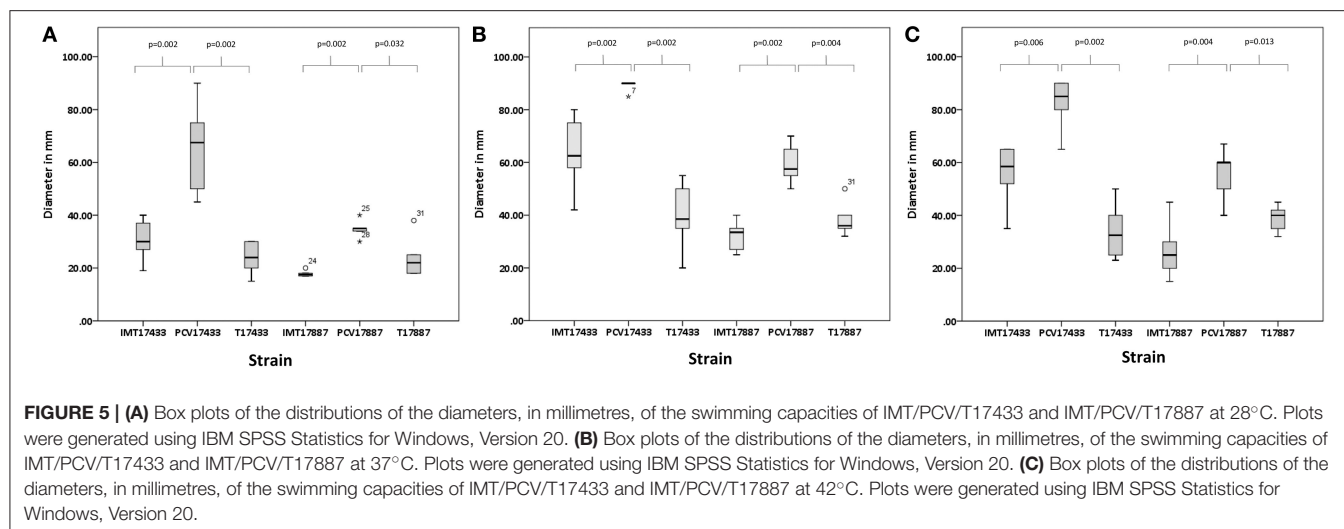 A
p=0.002
p=0.002
p=0.002
p=0.032
100.00
80.00
60.00
40.00
20.00
.00
Diameter in mm
24
25
28
31
IMT17433
PCV17433
T17433
IMT17887
PCV17887
T17887
Strain
B
p=0.002
p=0.002
p=0.002
p=0.004
100.00
80.00
60.00
40.00
20.00
.00
Diameter in mm
7
31
IMT17433
PCV17433
T17433
IMT17887
PCV17887
T17887
Strain
C
p=0.006
p=0.002
p=0.004
p=0.013
100.00
80.00
60.00
40.00
20.00
.00
Diameter in mm
IMT17433
PCV17433
T17433
IMT17887
PCV17887
T17887
Strain
FIGURE 5 | (A) Box plots of the distributions of the diameters, in millimetres, of the swimming capacities of IMT/PCV/T17433 and IMT/PCV/T17887 at 28°C. Plots
were generated using IBM SPSS Statistics for Windows, Version 20. (B) Box plots of the distributions of the diameters, in millimetres, of the swimming capacities of
IMT/PCV/T17433 and IMT/PCV/T17887 at 37°C. Plots were generated using IBM SPSS Statistics for Windows, Version 20. (C) Box plots of the distributions of the
diameters, in millimetres, of the swimming capacities of IMT/PCV/T17433 and IMT/PCV/T17887 at 42°C. Plots were generated using IBM SPSS Statistics for
Windows, Version 20.